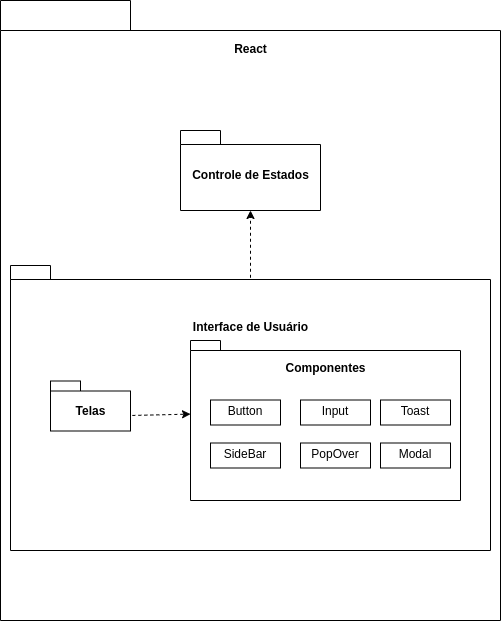 React
Controle de Estados
Interface de Usuário
Componentes
Telas
Button
Input
Toast
SideBar
PopOver
Modal